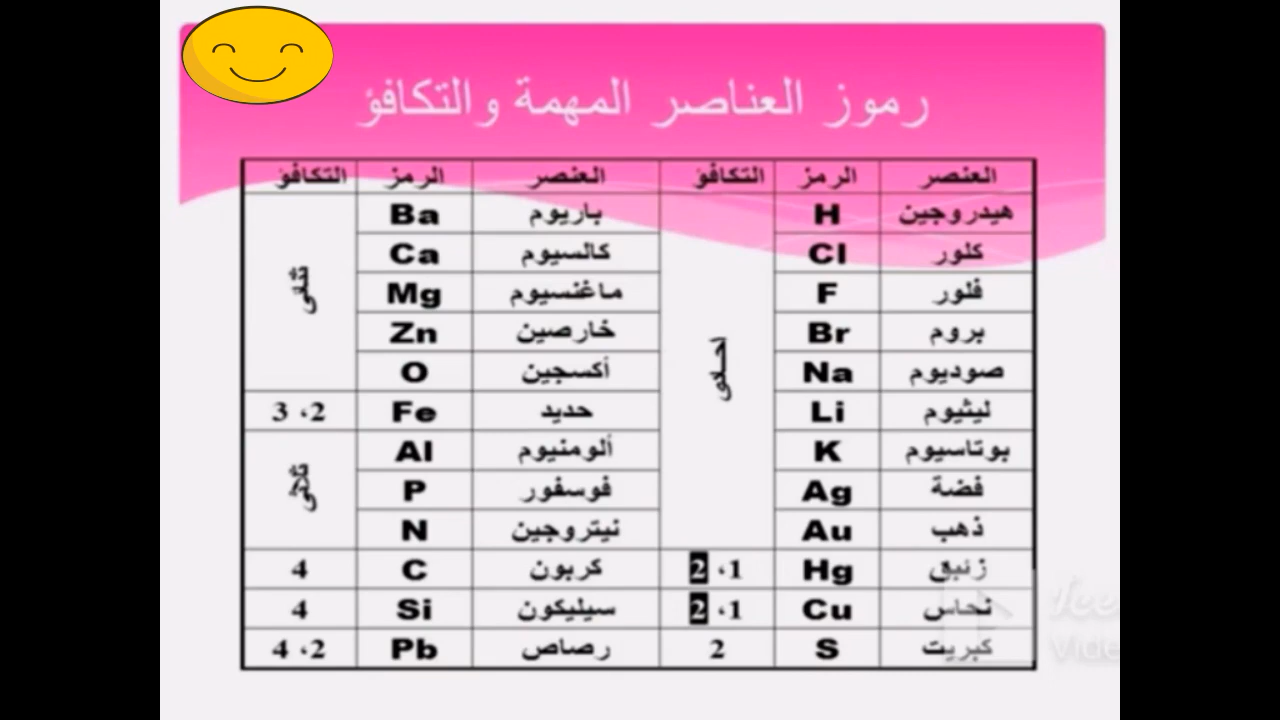 رموز العناصر المهمة والتكافؤ
العنصر الرمز التكافؤ العنصر الرمز التكافؤ
هيدروجين H أحادى باريوم Ba ثنائى
كلور Cl كالسيوم Ca
فلور F ماغنسيوم Mg
بروم Br خارصين Zn
صوديوم Na أكسجين O
ليثيوم Li حديد Fe 2، 3
بوتاسيوم K ألومنيوم Al ثلاثى
فضة Ag فوسفور P
ذهب Au نيتروجين N
زئبق Hg 1، 2 كربون C 4
نحاس Cu 1، 2 سيليكون Si 4
كبريت S 2 رصاص Pb 2، 4